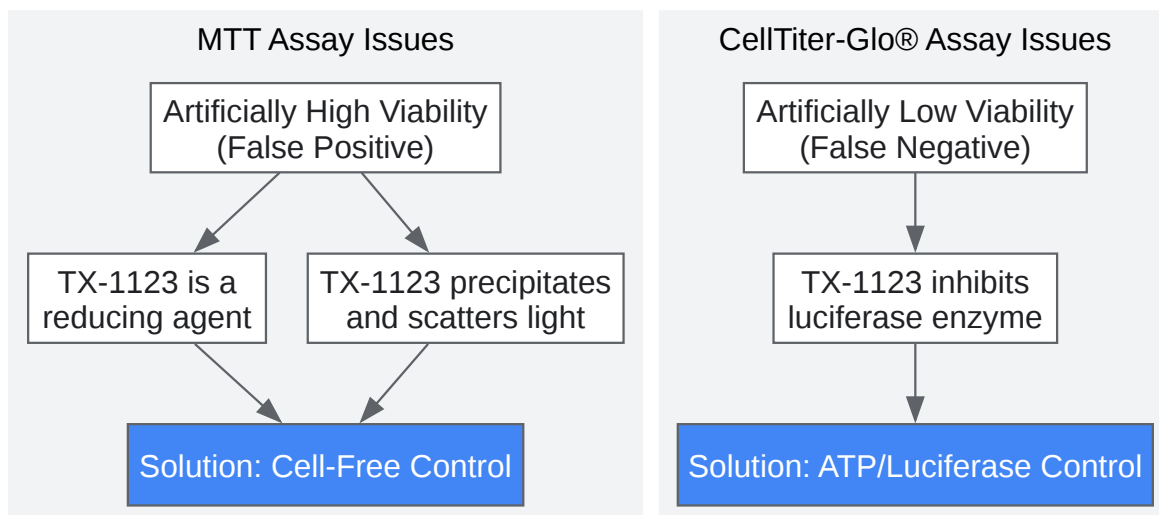 MTT Assay Issues
Artificially High Viability
(False Positive)
TX-1123 is a
reducing agent
TX-1123 precipitates
and scatters light
Solution: Cell-Free Control
CellTiter-Glo® Assay Issues
Artificially Low Viability
(False Negative)
TX-1123 inhibits
luciferase enzyme
Solution: ATP/Luciferase Control